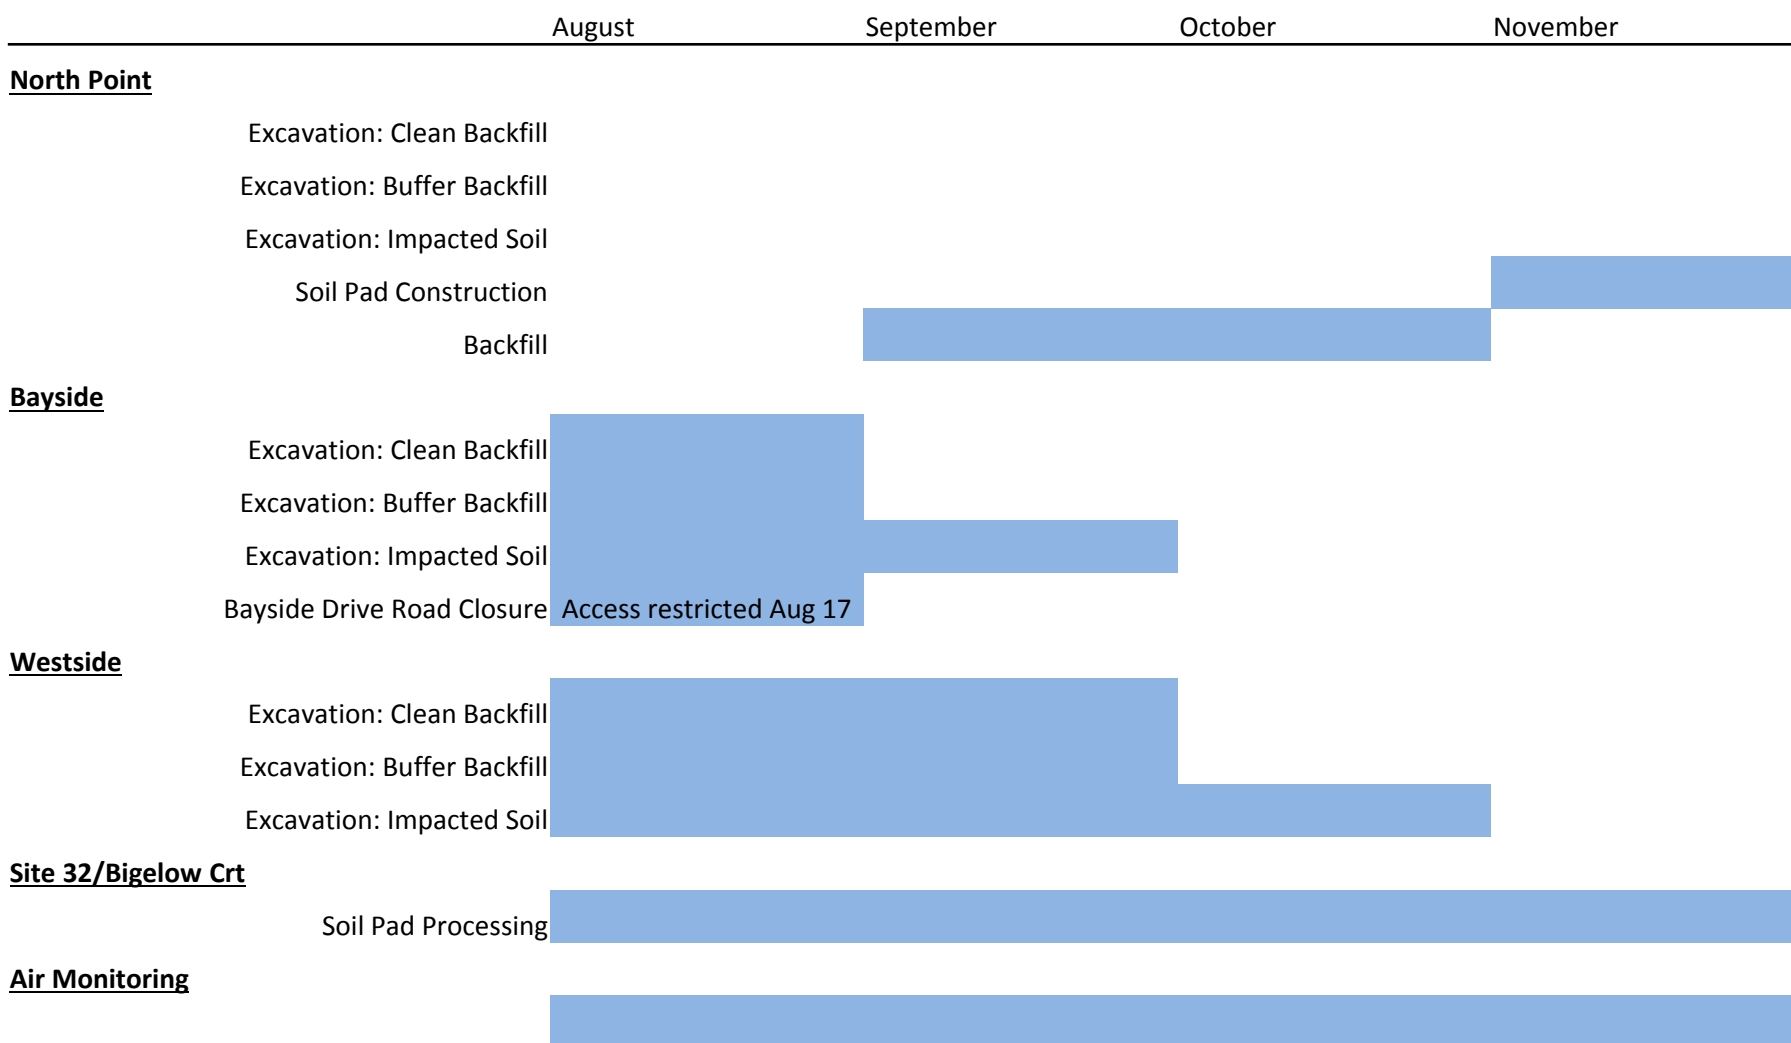 August September October November
North Point
Excavation: Clean Backfill
Excavation: Buffer Backfill
Excavation: Impacted Soil
Soil Pad Construction
Backfill
Bayside
Excavation: Clean Backfill
Excavation: Buffer Backfill
Excavation: Impacted Soil
Bayside Drive Road Closure Access restricted Aug 17
Westside
Excavation: Clean Backfill
Excavation: Buffer Backfill
Excavation: Impacted Soil
Site 32/Bigelow Crt
Soil Pad Processing
Air Monitoring